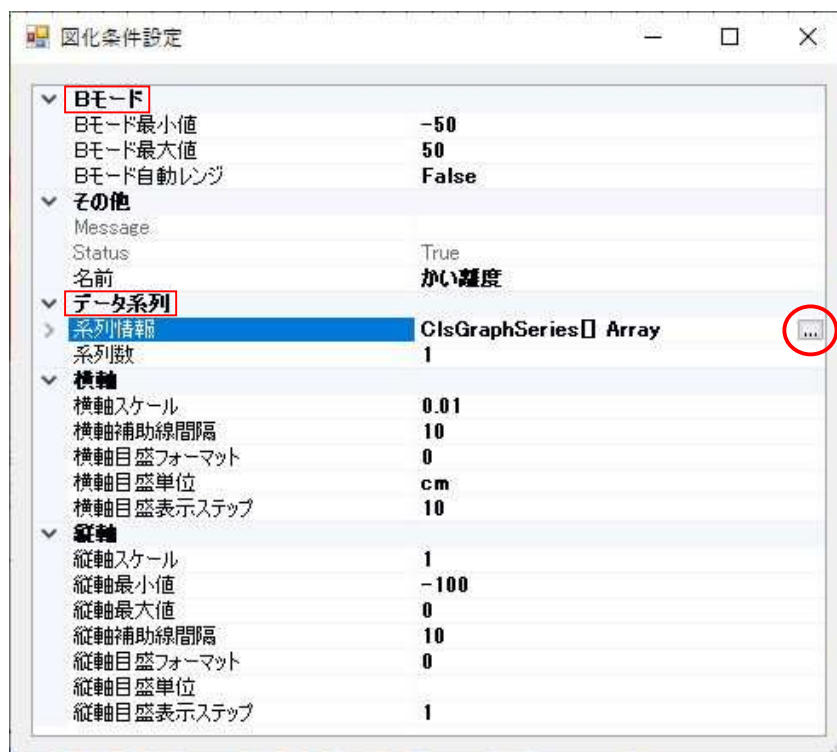 図化条件設定
Bモード
Bモード最小値 -50
Bモード最大値 50
Bモード自動レンジ False
その他
Message
Status True
名前 かい離度
データ系列
系列情報 ClsGraphSeries[] Array ...
系列数 1
横軸
横軸スケール 0.01
横軸補助線間隔 10
横軸目盛フォーマット 0
横軸目盛単位 cm
横軸目盛表示ステップ 10
縦軸
縦軸スケール 1
縦軸最小値 -100
縦軸最大値 0
縦軸補助線間隔 10
縦軸目盛フォーマット 0
縦軸目盛単位
縦軸目盛表示ステップ 1